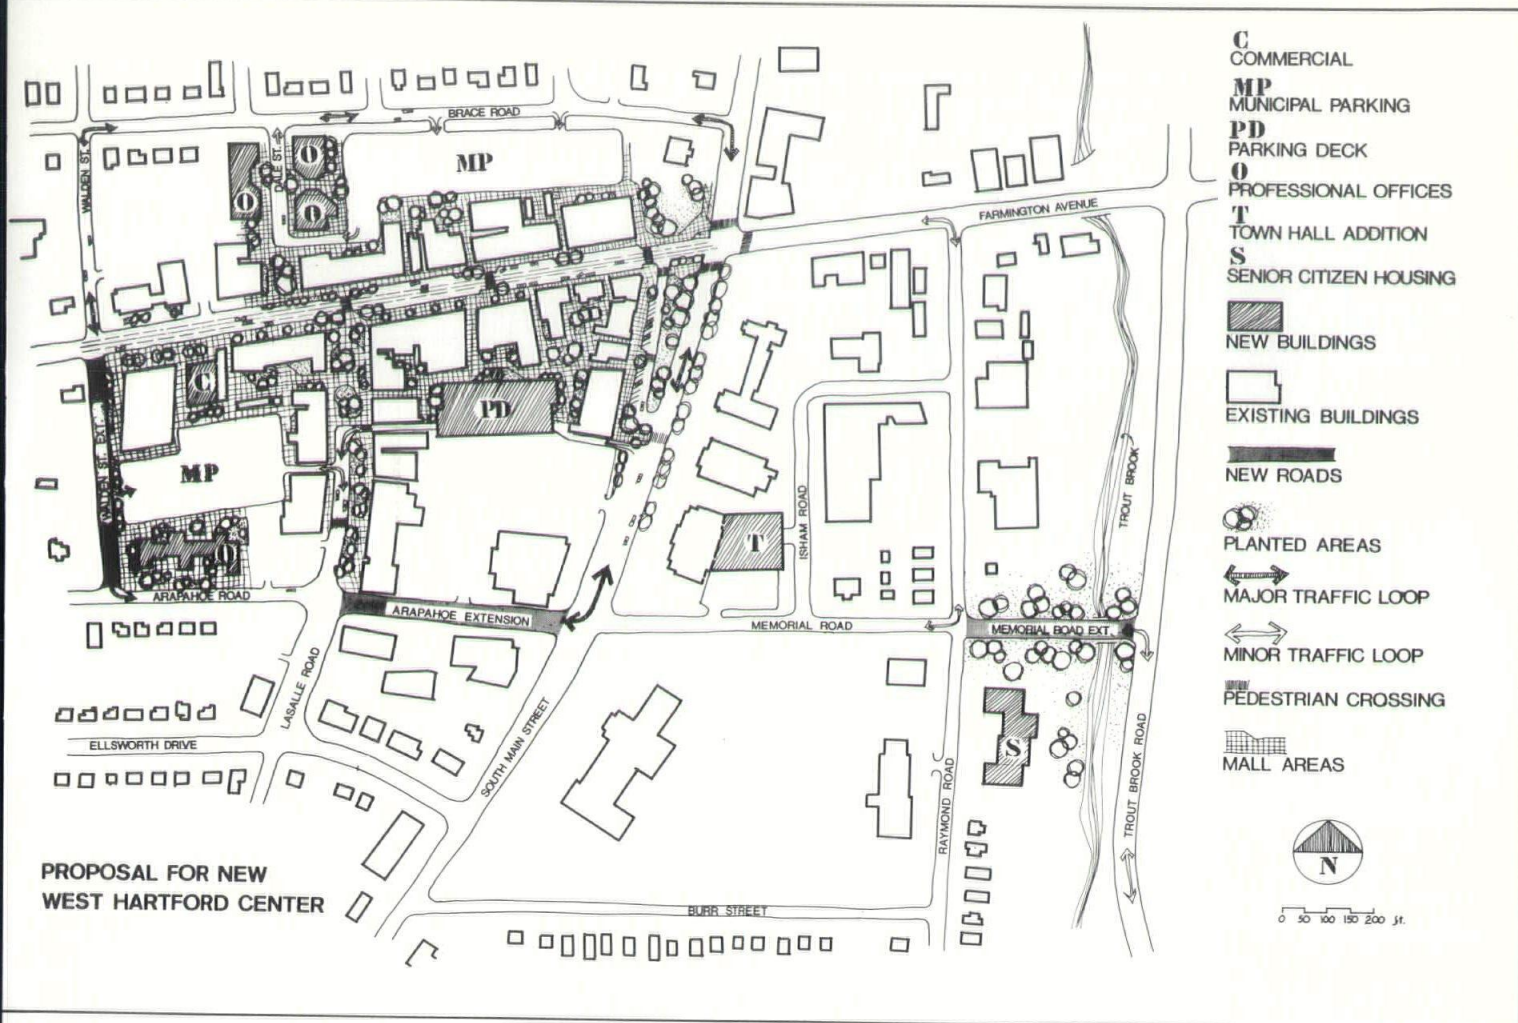 C
COMMERCIAL
MP
MUNICIPAL PARKING
PD
PARKING DECK
O
PROFESSIONAL OFFICES
T
TOWN HALL ADDITION
S
SENIOR CITIZEN HOUSING
NEW BUILDINGS
EXISTING BUILDINGS
NEW ROADS
PLANTED AREAS
MAJOR TRAFFIC LOOP
MINOR TRAFFIC LOOP
PEDESTRIAN CROSSING
MALL AREAS
N
0 50 100 150 200 ft.
BRACE ROAD
WALDEN ST.
DALE ST.
O
O
O
MP
FARMINGTON AVENUE
C
PD
WALDEN ST. EXT.
MP
O
T
ISHAM ROAD
TROUT BROOK
ARAPAHOE ROAD
ARAPAHOE EXTENSION
MEMORIAL ROAD
MEMORIAL ROAD EXT.
LASALLE ROAD
ELLSWORTH DRIVE
SOUTH MAIN STREET
S
RAYMOND ROAD
TROUT BROOK ROAD
BURR STREET
PROPOSAL FOR NEW
WEST HARTFORD CENTER